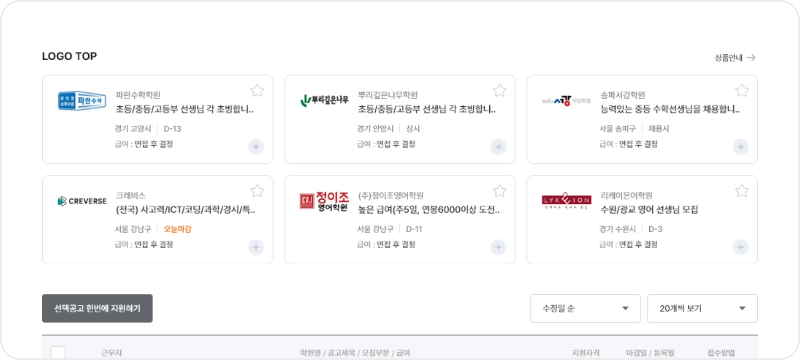 LOGO TOP
상품안내 →
파란수학
파란수학학원
초등/중등/고등부 선생님 각 초빙합니..
경기 고양시 | D-13
급여 : 면접 후 결정
뿌리깊은나무
뿌리깊은나무학원
초등/중등/고등부 선생님 각 초빙합니..
경기 안양시 | 상시
급여 : 면접 후 결정
edu 서강학원
송파서강학원
능력있는 중등 수학선생님을 채용합니..
서울 송파구 | 채용시
급여 : 면접 후 결정
CREVERSE
크레버스
(전국) 사고력/ICT/코딩/과학/경시/특..
서울 강남구 | 오늘마감
급여 : 면접 후 결정
정이조
영어학원
(주)정이조영어학원
높은 급여(주5일, 연봉6000이상 도전..
서울 강남구 | D-11
급여 : 면접 후 결정
LYKEION
리케이온어학원
수원/광교 영어 선생님 모집
경기 수원시 | D-3
급여 : 면접 후 결정
선택공고 한번에 지원하기
수정일 순
20개씩 보기
근무지
학원명 / 공고제목 / 모집부문 / 급여
지원자격
마감일 / 등록일
접수방법